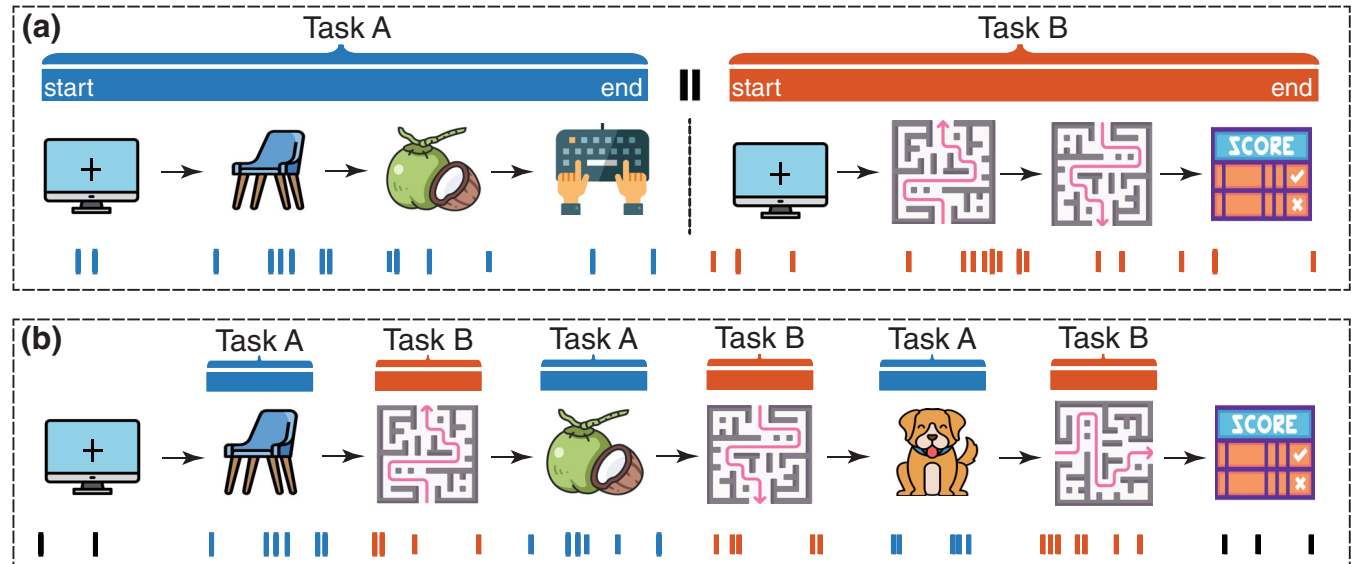 (a)
Task A
Task B
start
end
start
end
SCORE
(b)
Task A
Task B
Task A
Task B
Task A
Task B
SCORE